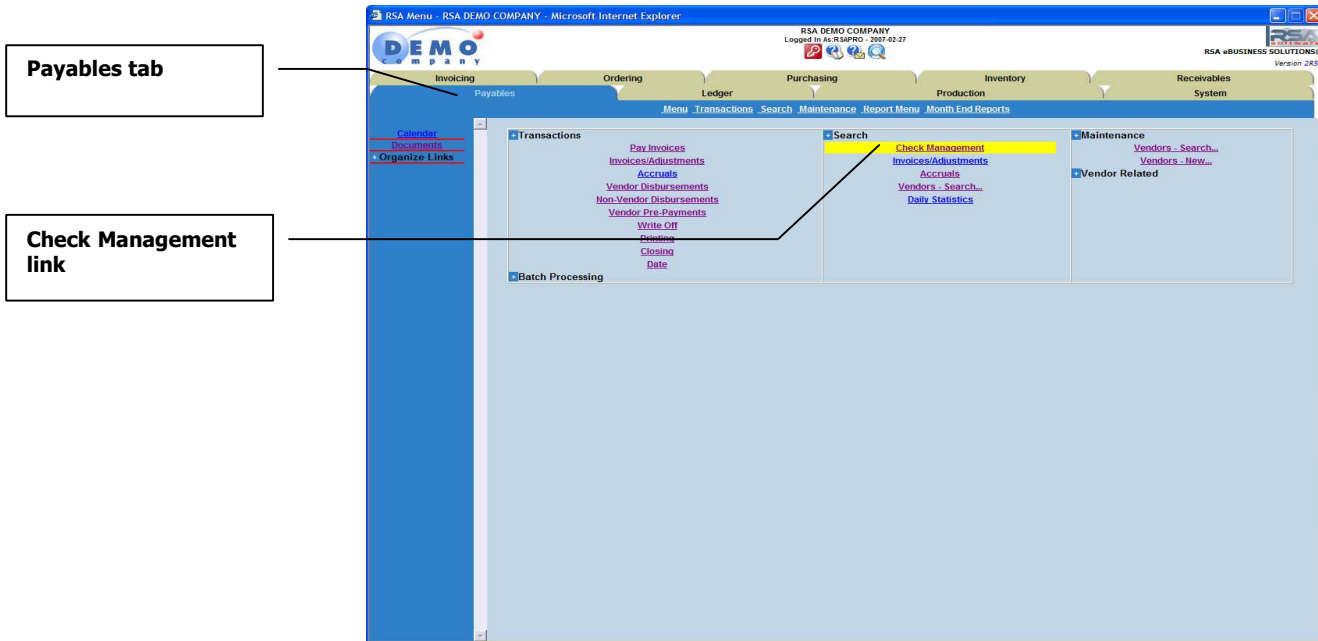 RSA Menu - RSA DEMO COMPANY - Microsoft Internet Explorer
DEMO
company
RSA DEMO COMPANY
Logged In As:RSAPRO - 2007-02-27
RSA
software
RSA eBUSINESS SOLUTIONS
Version 2R5
Invoicing Ordering Purchasing Inventory Receivables
Payables Ledger Production System
Menu Transactions Search Maintenance Report Menu Month End Reports
Payables tab
Check Management
link
Calendar
Documents
Organize Links
Transactions
Pay Invoices
Invoices/Adjustments
Accruals
Vendor Disbursements
Non-Vendor Disbursements
Vendor Pre-Payments
Write Off
Printing
Closing
Date
Batch Processing
Search
Check Management
Invoices/Adjustments
Accruals
Vendors - Search...
Daily Statistics
Maintenance
Vendors - Search...
Vendors - New...
Vendor Related